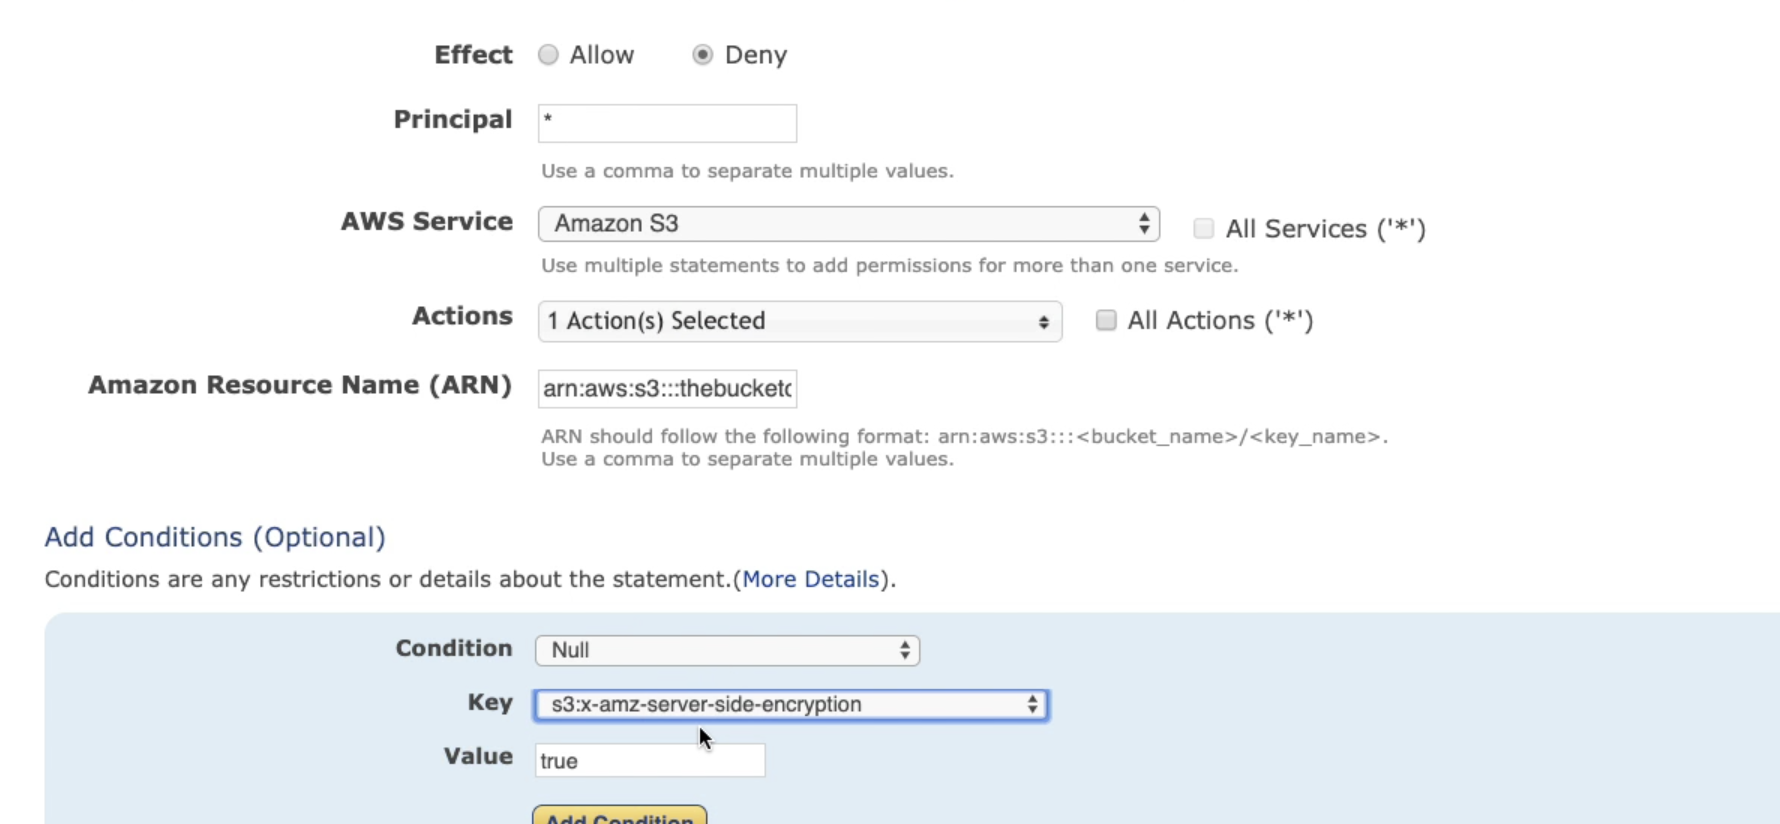 Effect Allow Deny
Principal *
Use a comma to separate multiple values.
AWS Service Amazon S3 All Services ('*')
Use multiple statements to add permissions for more than one service.
Actions 1 Action(s) Selected All Actions ('*')
Amazon Resource Name (ARN) arn:aws:s3:::thebucket
ARN should follow the following format: arn:aws:s3:::<bucket_name>/<key_name>.
Use a comma to separate multiple values.
Add Conditions (Optional)
Conditions are any restrictions or details about the statement.(More Details).
Condition Null
Key s3:x-amz-server-side-encryption
Value true
Add Condition